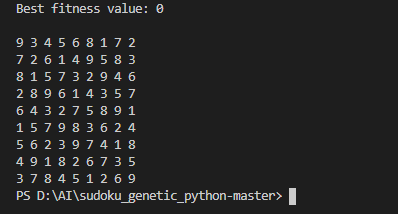 Best fitness value: 0
9 3 4 5 6 8 1 7 2
7 2 6 1 4 9 5 8 3
8 1 5 7 3 2 9 4 6
2 8 9 6 1 4 3 5 7
6 4 3 2 7 5 8 9 1
1 5 7 9 8 3 6 2 4
5 6 2 3 9 7 4 1 8
4 9 1 8 2 6 7 3 5
3 7 8 4 5 1 2 6 9
PS D:\AI\sudoku_genetic_python-master>